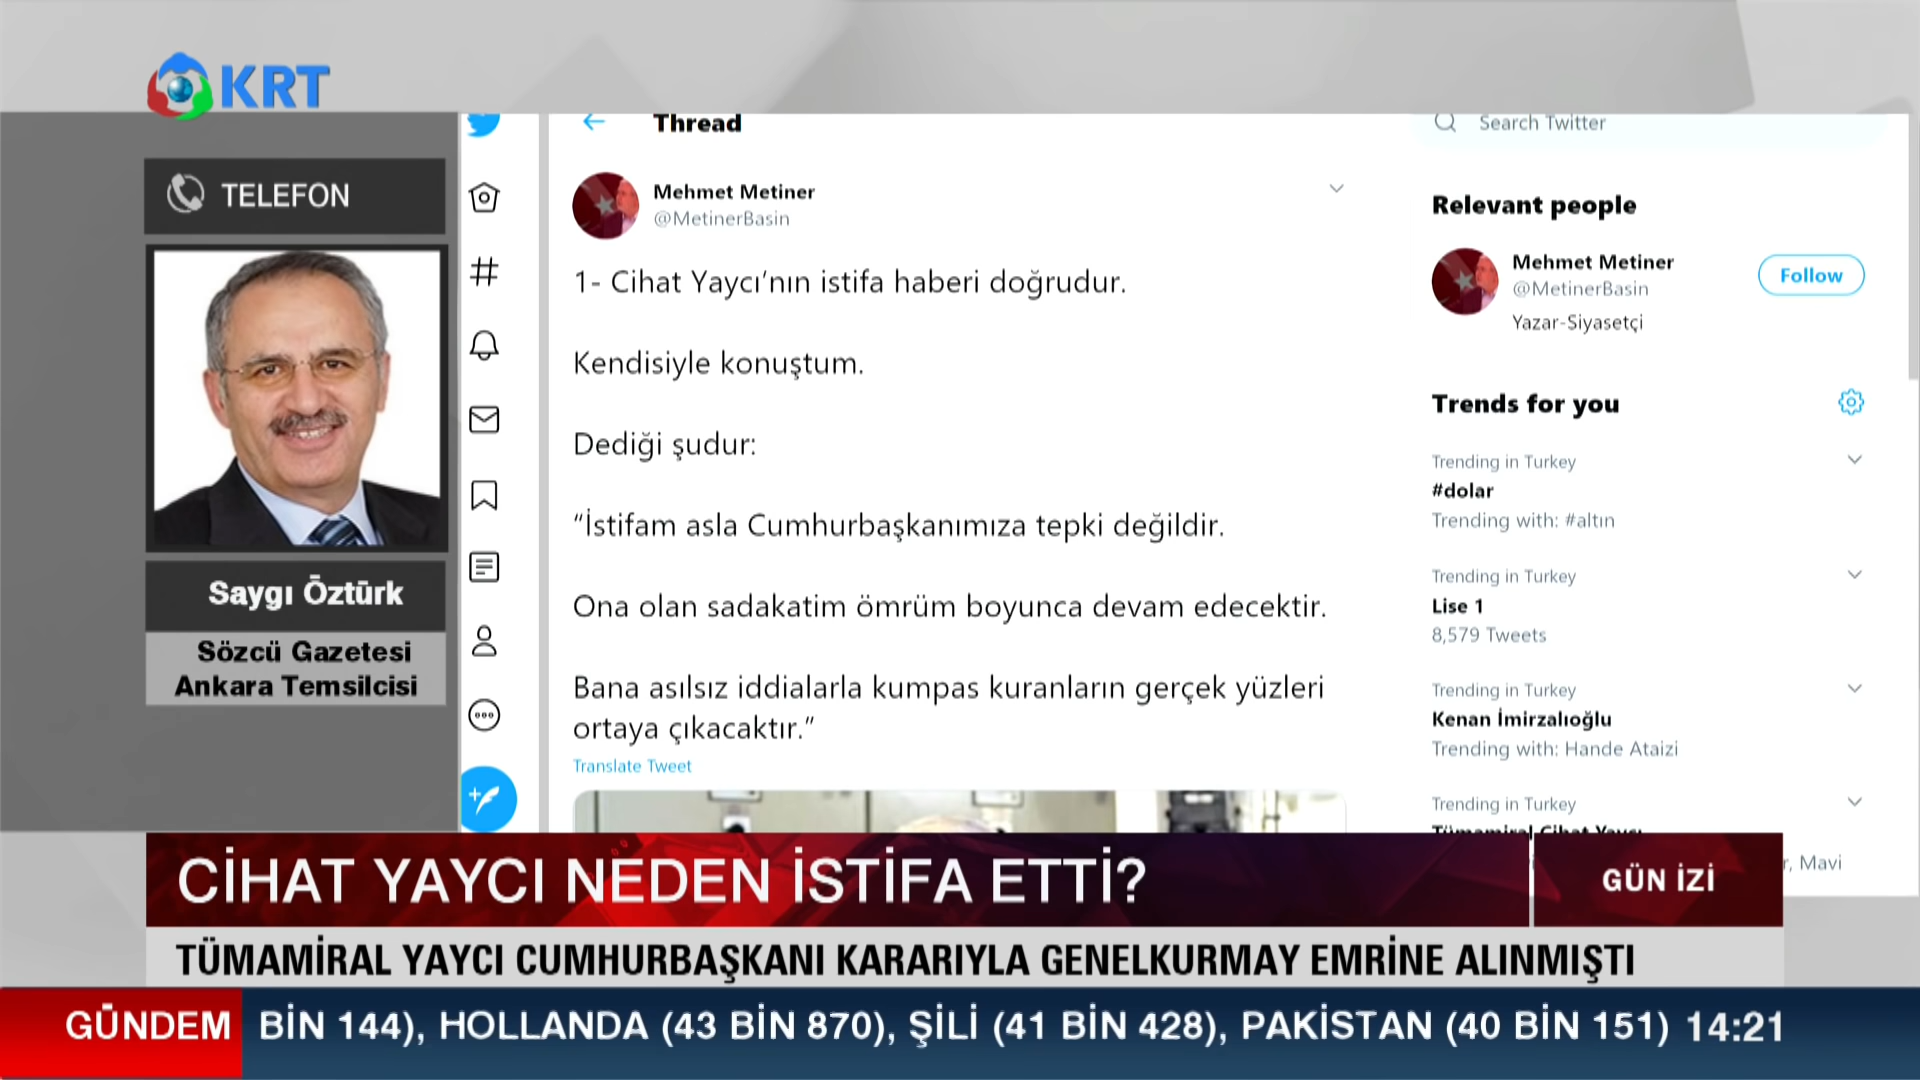 KRT
TELEFON
Saygı Öztürk
Sözcü Gazetesi
Ankara Temsilcisi
Thread
Mehmet Metiner
@MetinerBasin
1- Cihat Yaycı’nın istifa haberi doğrudur.
Kendisiyle konuştum.
Dediği şudur:
“İstifam asla Cumhurbaşkanımıza tepki değildir.
Ona olan sadakatim ömrüm boyunca devam edecektir.
Bana asılsız iddialarla kumpas kuranların gerçek yüzleri
ortaya çıkacaktır.”
Translate Tweet
Search Twitter
Relevant people
Mehmet Metiner
@MetinerBasin
Follow
Yazar-Siyasetçi
Trends for you
Trending in Turkey
#dolar
Trending with: #altın
Trending in Turkey
Lise 1
8,579 Tweets
Trending in Turkey
Kenan İmirzalıoğlu
Trending with: Hande Ataizi
Trending in Turkey
Tümamiral Cihat Yaycı
r, Mavi
CİHAT YAYCI NEDEN İSTİFA ETTİ?
GÜN İZİ
TÜMAMİRAL YAYCI CUMHURBAŞKANI KARARIYLA GENELKURMAY EMRİNE ALINMIŞTI
GÜNDEM BİN 144), HOLLANDA (43 BİN 870), ŞİLİ (41 BİN 428), PAKİSTAN (40 BİN 151) 14:21